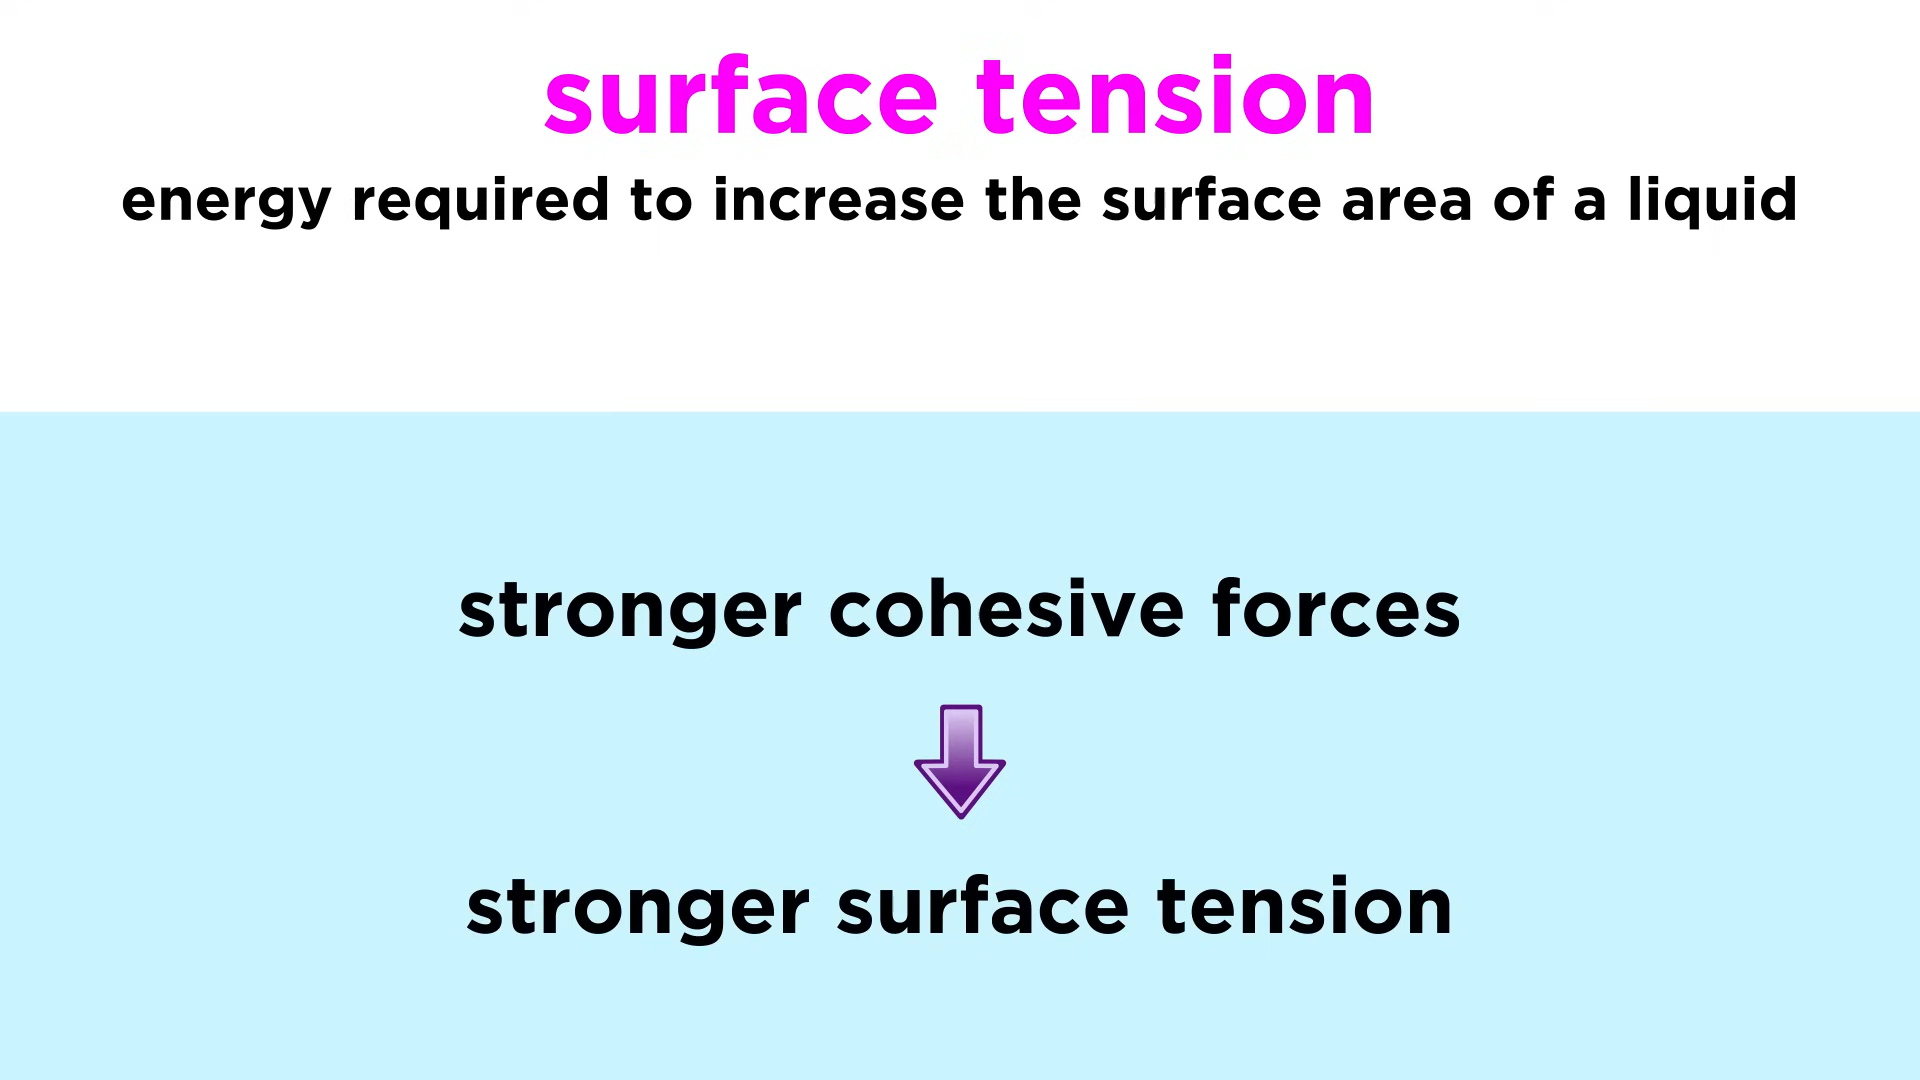 surface tension
energy required to increase the surface area of a liquid
stronger cohesive forces
stronger surface tension